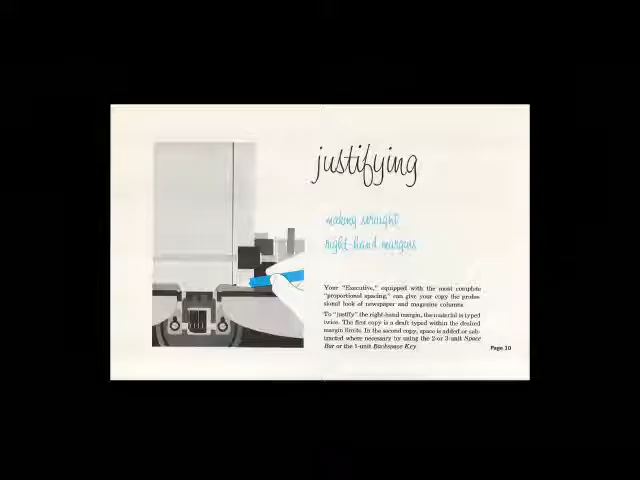 justifying
making straight
right-hand margins
Your "Executive," equipped with the most complete
"proportional spacing," can give your copy the profes-
sional look of newspaper and magazine columns.
To "justify" the right-hand margin, the material is typed
twice. The first copy is a draft typed within the desired
margin limits. In the second copy, space is added or sub-
tracted where necessary by using the 2-or 3-unit Space
Bar or the 1-unit Backspace Key.
Page 10